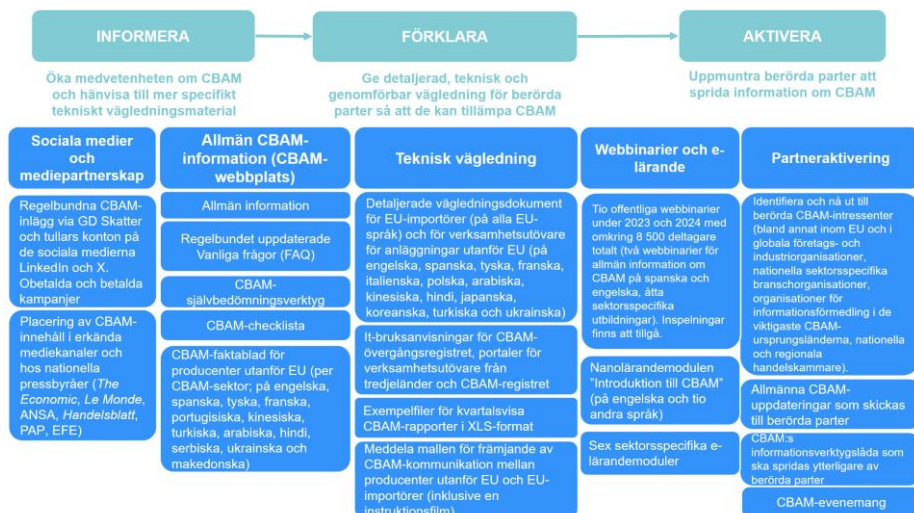 INFORMERA
FÖRKLARA
AKTIVERA
Öka medvetenheten om CBAM
och hänvisa till mer specifikt
tekniskt vägledningsmaterial
Ge detaljerad, teknisk och
genomförbar vägledning för
berörda parter så att de kan
tillämpa CBAM
Uppmuntra berörda parter att
sprida information om CBAM
Sociala medier
och
mediepartnerskap
Regelbundna CBAM-
inlägg via GD Skatter
och tullars konton på
de sociala medierna
LinkedIn och X.
Obetalda och betalda
kampanjer
Placering av CBAM-
innehåll i erkända
mediekanaler och
hos nationella
pressbyråer (The
Economic, Le Monde,
ANSA, Handelsblatt,
PAP, EFE)
Allmän CBAM-
information (CBAM-
webbplats)
Allmän information
Regelbundet uppdaterade
Vanliga frågor (FAQ)
CBAM-
självbedömningsverktyg
CBAM-checklista
CBAM-faktablad för
producenter utanför EU (per
CBAM-sektor; på engelska,
spanska, tyska, franska,
portugisiska, kinesiska,
turkiska, arabiska, hindi,
serbiska, ukrainska och
makedonska)
Teknisk vägledning
Detaljerade vägledningsdokument
för EU-importörer (på alla EU-
språk) och för verksamhetsutövare
för anläggningar utanför EU (på
engelska, spanska, tyska, franska,
italienska, polska, arabiska,
kinesiska, hindi, japanska,
koreanska, turkiska och ukrainska)
It-bruksanvisningar för CBAM-
övergångsregistret, portaler för
verksamhetsutövare från
tredjeländer och CBAM-registret
Exempelfiler för kvartalsvisa
CBAM-rapporter i XLS-format
Meddela mallen för främjande av
CBAM-kommunikation mellan
producenter utanför EU och EU-
importörer (inklusive en
instruktionsfilm)
Webbinarier och e-
lärande
Tio offentliga webbinarier
under 2023 och 2024 med
omkring 8 500 deltagare
totalt (två webbinarier för
allmän information om
CBAM på spanska och
engelska, åtta
sektorsspecifika
utbildningar). Inspelningar
finns att tillgå.
Nanolärandemodulen
"Introduktion till CBAM"
(på engelska och tio
andra språk)
Sex sektorsspecifika e-
lärandemoduler
Partneraktivering
Identifiera och nå ut till
berörda CBAM-intressenter
(bland annat inom EU och i
globala företags- och
industriorganisationer,
nationella sektorsspecifika
branschorganisationer,
organisationer för
informationsförmedling i de
viktigaste CBAM-
ursprungsländerna, nationella
och regionala
handelskammare).
Allmänna CBAM-
uppdateringar som skickas
till berörda parter
CBAM:s
informationsverktygslåda som
ska spridas ytterligare av
berörda parter
CBAM-evenemang